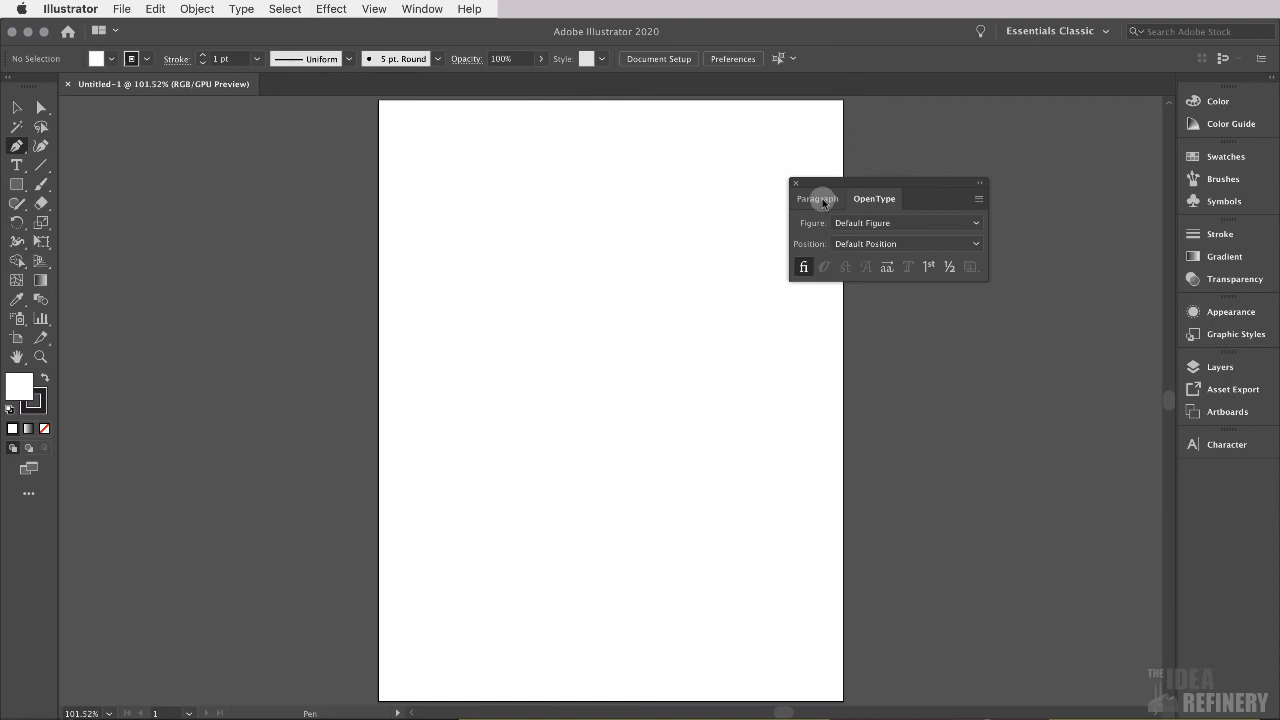 Illustrator File Edit Object Type Select Effect View Window Help
Adobe Illustrator 2020
Essentials Classic
Search Adobe Stock
No Selection
Stroke: 1 pt
Uniform
5 pt. Round
Opacity: 100%
Style:
Document Setup
Preferences
Untitled-1 @ 101.52% (RGB/GPU Preview)
Paragraph OpenType
Figure: Default Figure
Position: Default Position
Color
Color Guide
Swatches
Brushes
Symbols
Stroke
Gradient
Transparency
Appearance
Graphic Styles
Layers
Asset Export
Artboards
Character
101.52%
1
Pen
THE IDEA
REFINERY